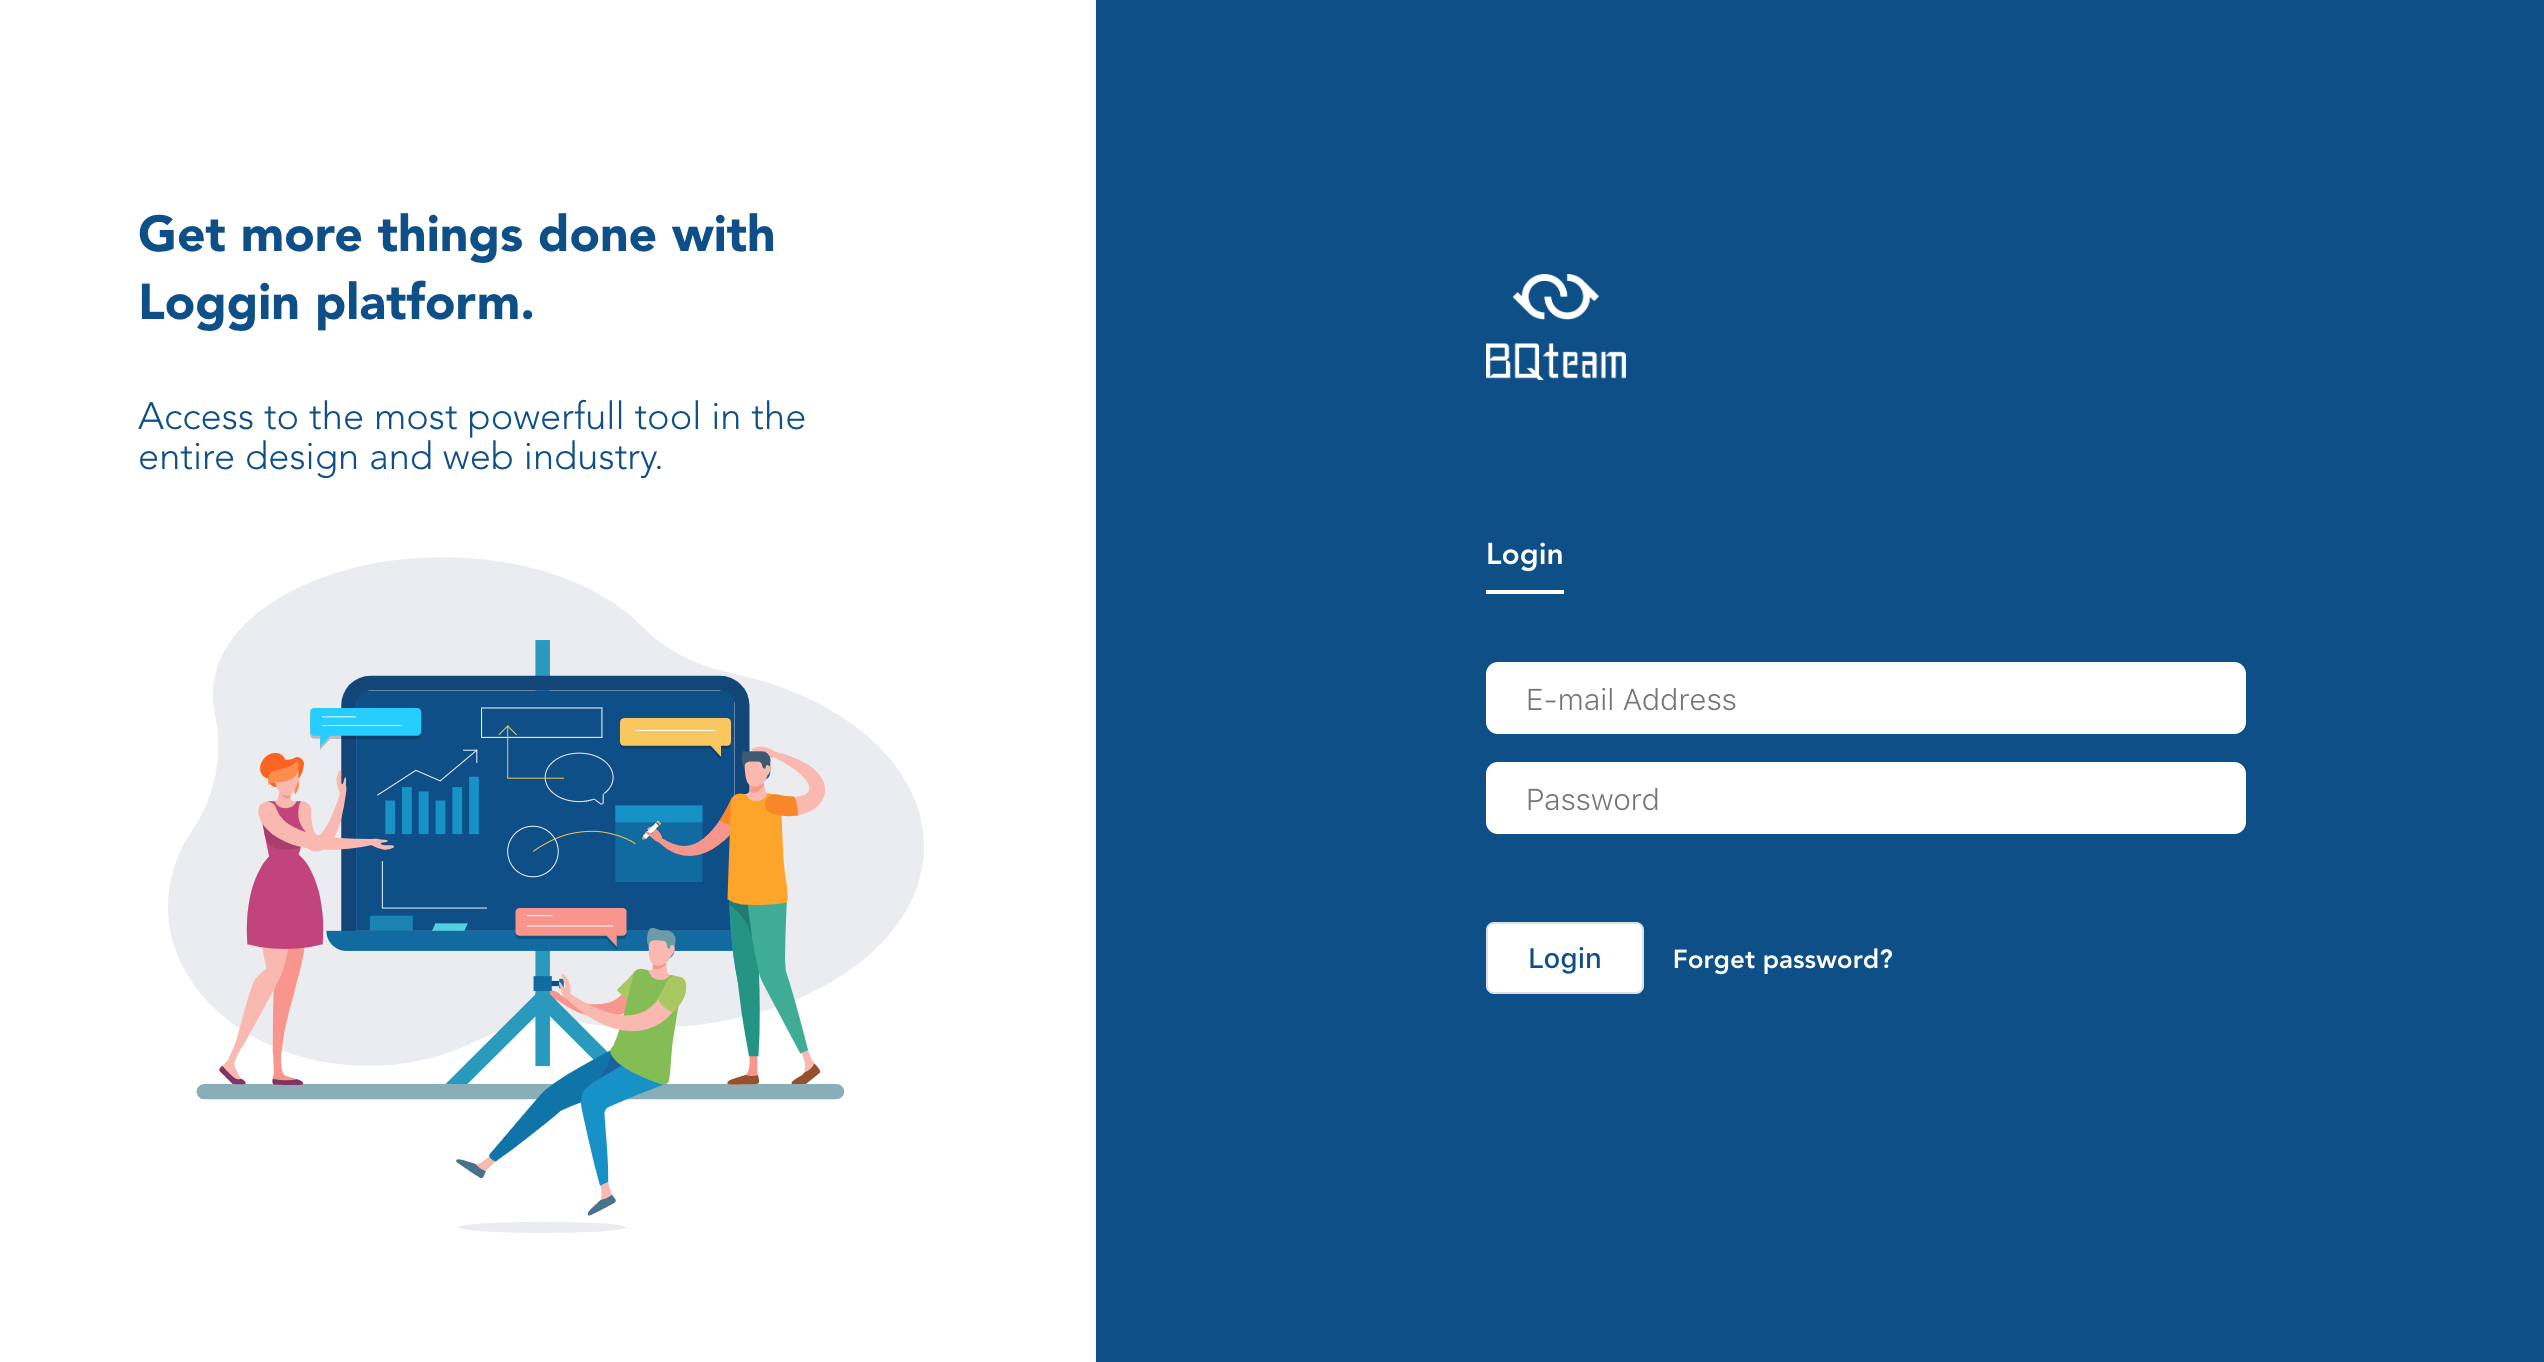 Get more things done with
Loggin platform.
Access to the most powerfull tool in the
entire design and web industry.
BQteam
Login
E-mail Address
Password
Login
Forget password?